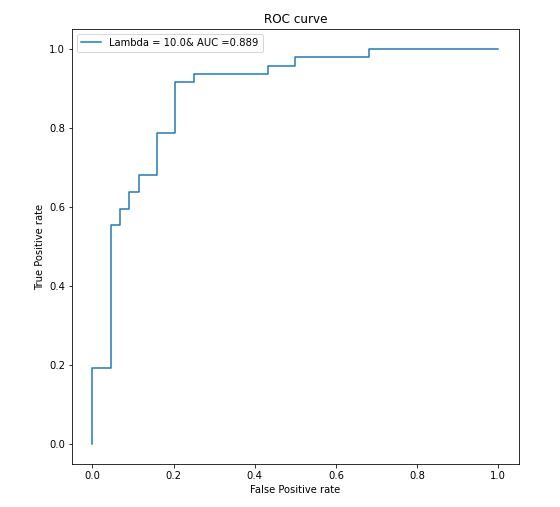 ROC curve
Lambda = 10.0& AUC =0.889
1.0
0.8
0.6
0.4
0.2
0.0
True Positive rate
0.0 0.2 0.4 0.6 0.8 1.0
False Positive rate